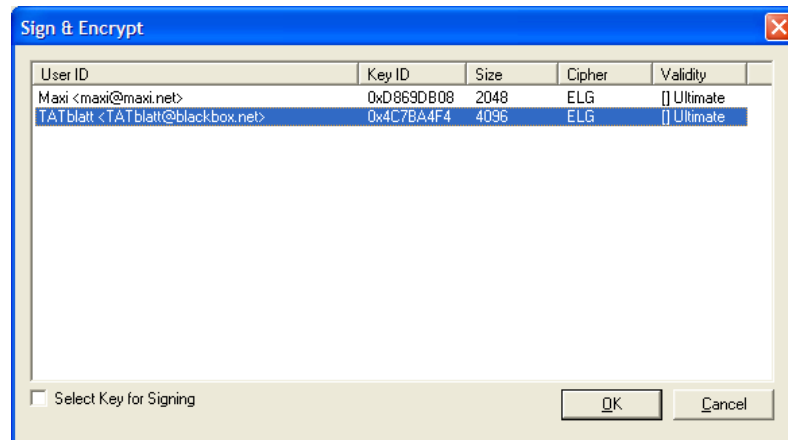 Sign & Encrypt
User ID Key ID Size Cipher Validity
Maxi <maxi@maxi.net> 0xD869DB08 2048 ELG [] Ultimate
TATblatt <TATblatt@blackbox.net> 0x4C7BA4F4 4096 ELG [] Ultimate
Select Key for Signing OK Cancel